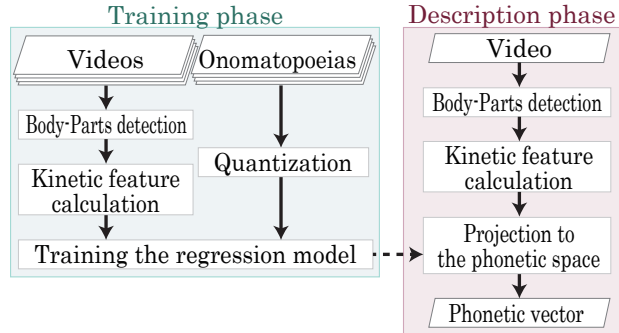 Training phase
Videos
Onomatopoeias
Body-Parts detection
Kinetic feature
calculation
Quantization
Training the regression model
Description phase
Video
Body-Parts detection
Kinetic feature
calculation
Projection to
the phonetic space
Phonetic vector